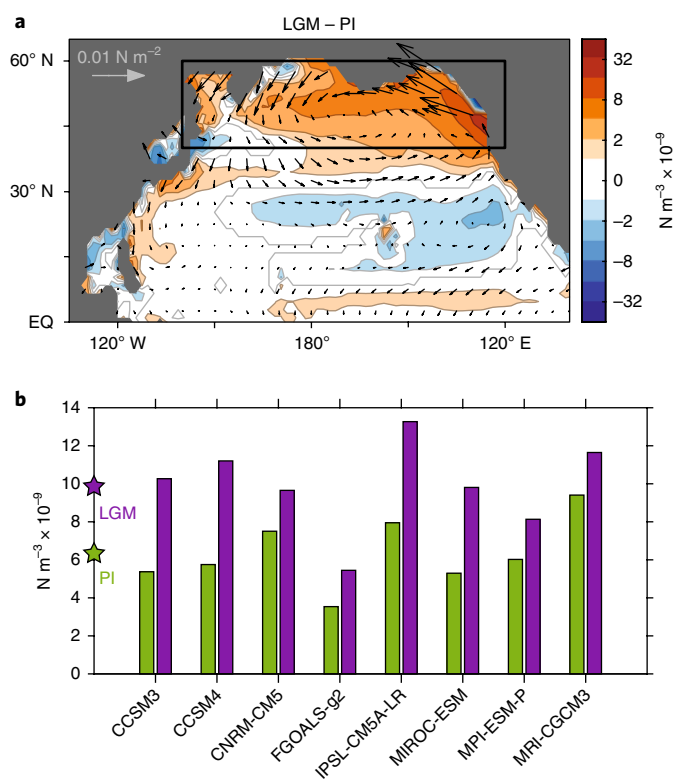 a
LGM – PI
60° N
0.01 N m⁻²
30° N
EQ
120° W
180°
120° E
32
8
2
0
−2
−8
−32
N m⁻³ × 10⁻⁹
b
14
12
10
8
6
4
2
0
N m⁻³ × 10⁻⁹
LGM
PI
CCSM3
CCSM4
CNRM-CM5
FGOALS-g2
IPSL-CM5A-LR
MIROC-ESM
MPI-ESM-P
MRI-CGCM3